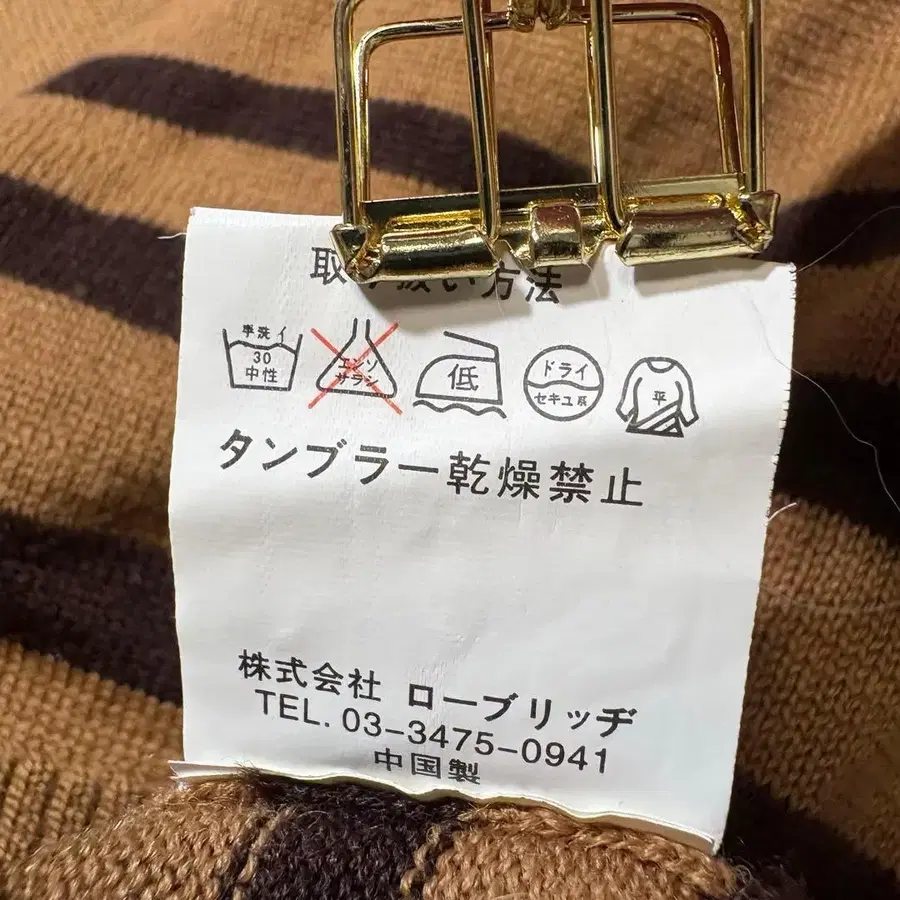 取り扱い方法
手洗イ
30
中性
エンソ
サラシ
低
ドライ
セキユ系
平
タンブラー乾燥禁止
株式会社 ローブリッヂ
TEL. 03-3475-0941
中国製